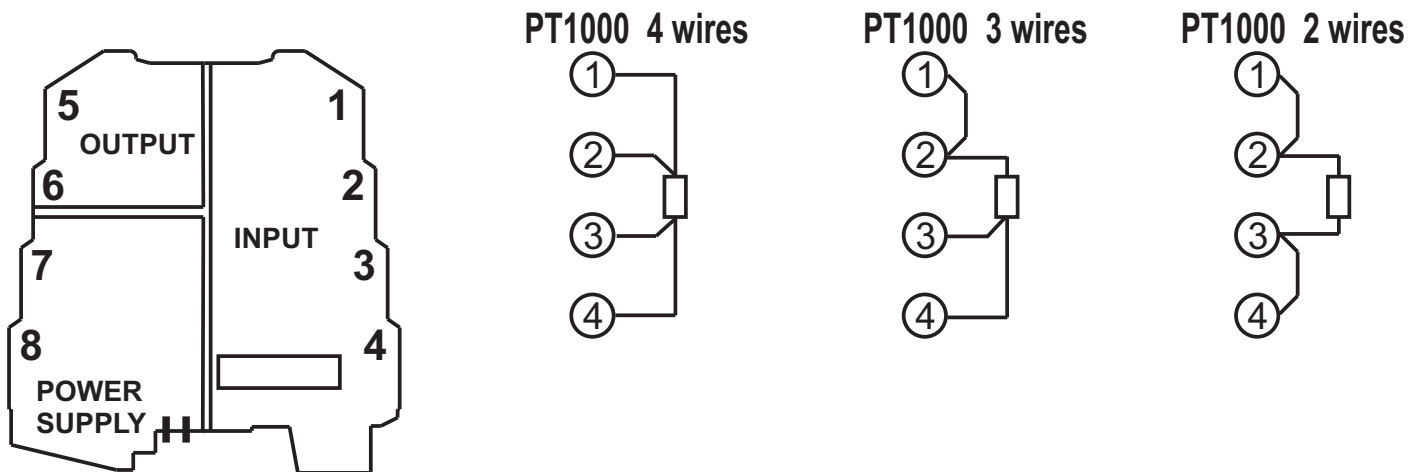 PT1000 4 wires
PT1000 3 wires
PT1000 2 wires
5
OUTPUT
6
7
8
POWER
SUPPLY
1
2
INPUT
3
4
1
2
3
4
1
2
3
4
1
2
3
4